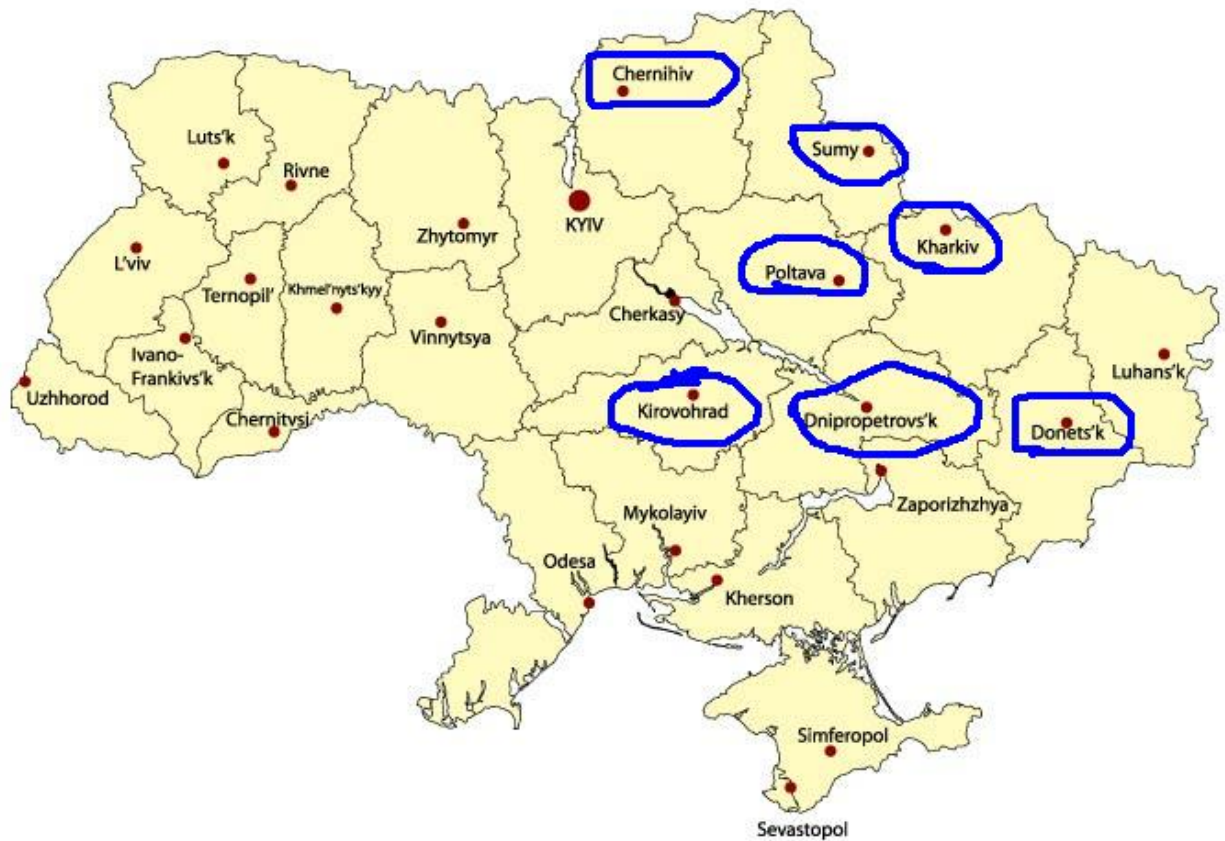 Chernihiv
Luts'k
Sumy
Rivne
KYIV
Zhytomyr
Kharkiv
L'viv
Poltava
Ternopil'
Khmel'nyts'kyy
Cherkasy
Vinnytsya
Ivano-
Frankivs'k
Luhans'k
Uzhhorod
Chernitvsi
Kirovohrad
Dnipropetrovs'k
Donets'k
Zaporizhzhya
Mykolayiv
Odesa
Kherson
Simferopol
Sevastopol